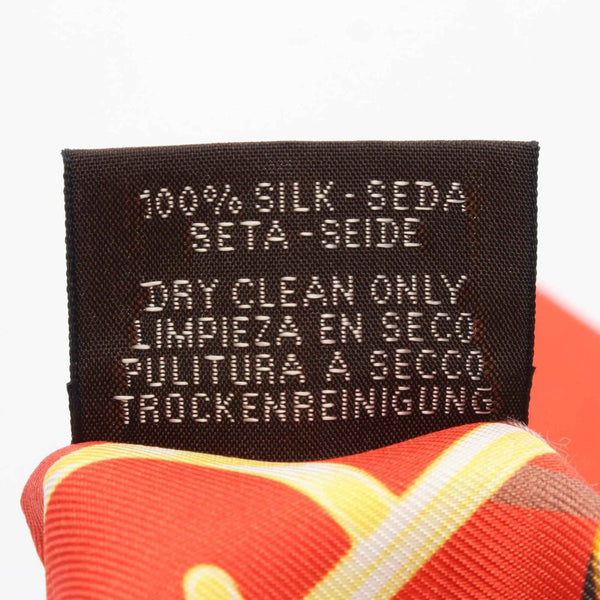 100% SILK - SEDA
SETA - SEIDE
DRY CLEAN ONLY
LIMPIEZA EN SECO
PULITURA A SECCO
TROCKENREINIGUNG